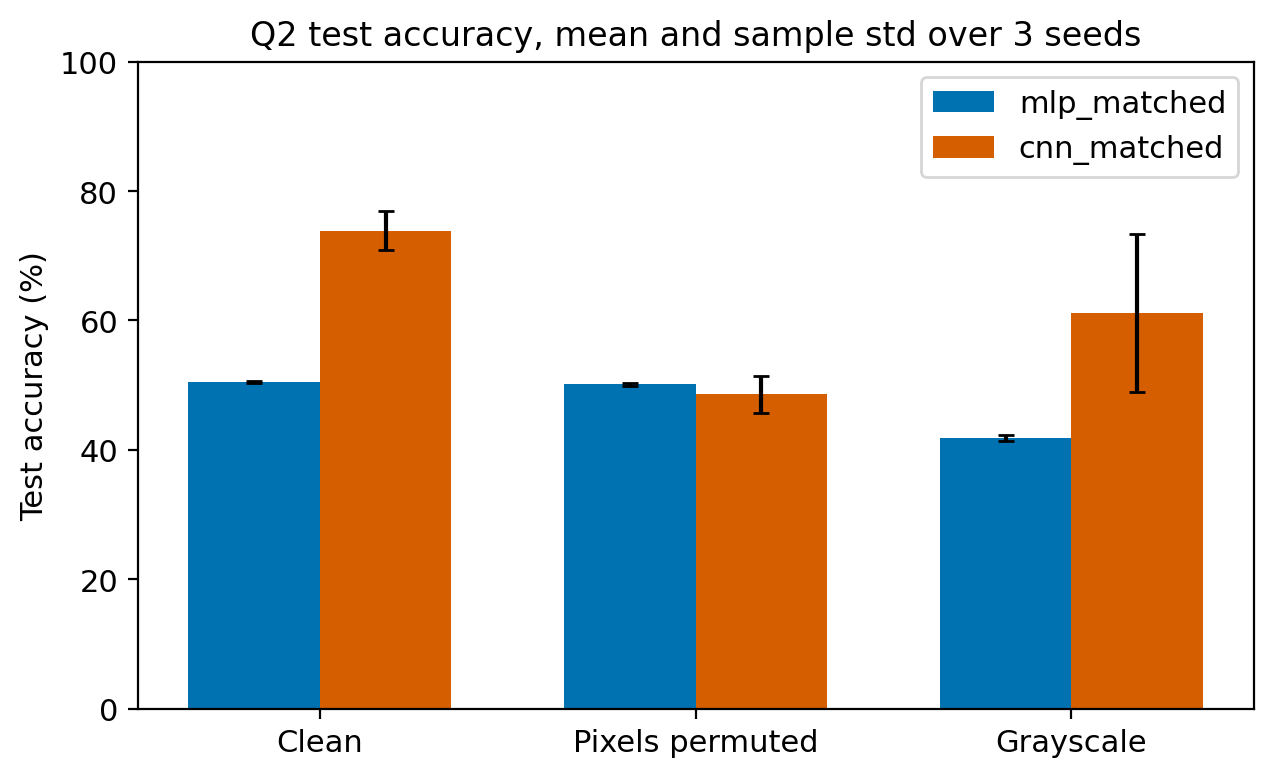 Q2 test accuracy, mean and sample std over 3 seeds
mlp_matched
cnn_matched
Test accuracy (%)
100
80
60
40
20
0
Clean
Pixels permuted
Grayscale